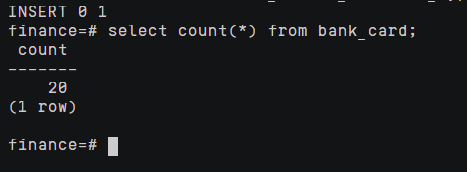 INSERT 0 1
finance=# select count(*) from bank_card;
 count
-------
    20
(1 row)
finance=#